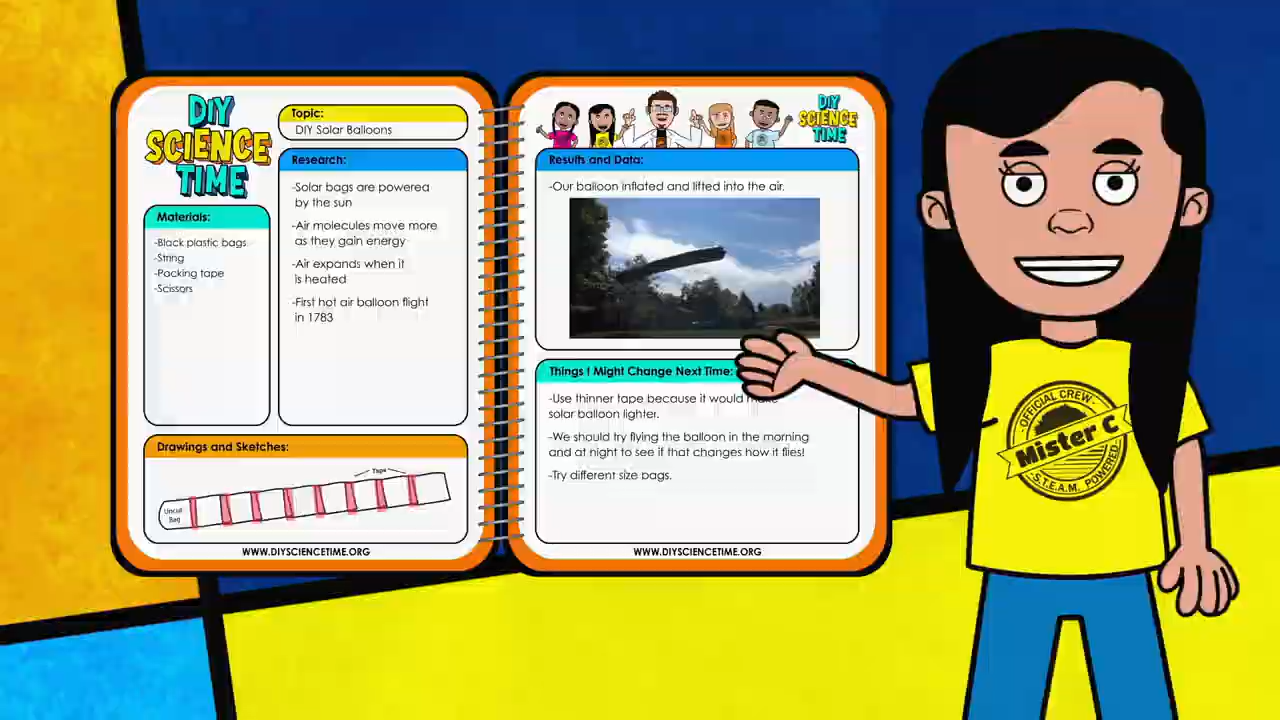 DIY
SCIENCE
TIME
Topic:
DIY Solar Balloons
Materials:
-Black plastic bags
-String
-Packing tape
-Scissors
Research:
-Solar bags are powered
by the sun
-Air molecules move more
as they gain energy
-Air expands when it
is heated
-First hot air balloon flight
in 1783
Drawings and Sketches:
Tape
Uncut
Bag
WWW.DIYSCIENCETIME.ORG
DIY
SCIENCE
TIME
Results and Data:
-Our balloon inflated and lifted into the air.
Things I Might Change Next Time:
-Use thinner tape because it would make
solar balloon lighter.
-We should try flying the balloon in the morning
and at night to see if that changes how it flies!
-Try different size bags.
WWW.DIYSCIENCETIME.ORG
OFFICIAL CREW
Mister C
S.T.E.A.M. POWERED